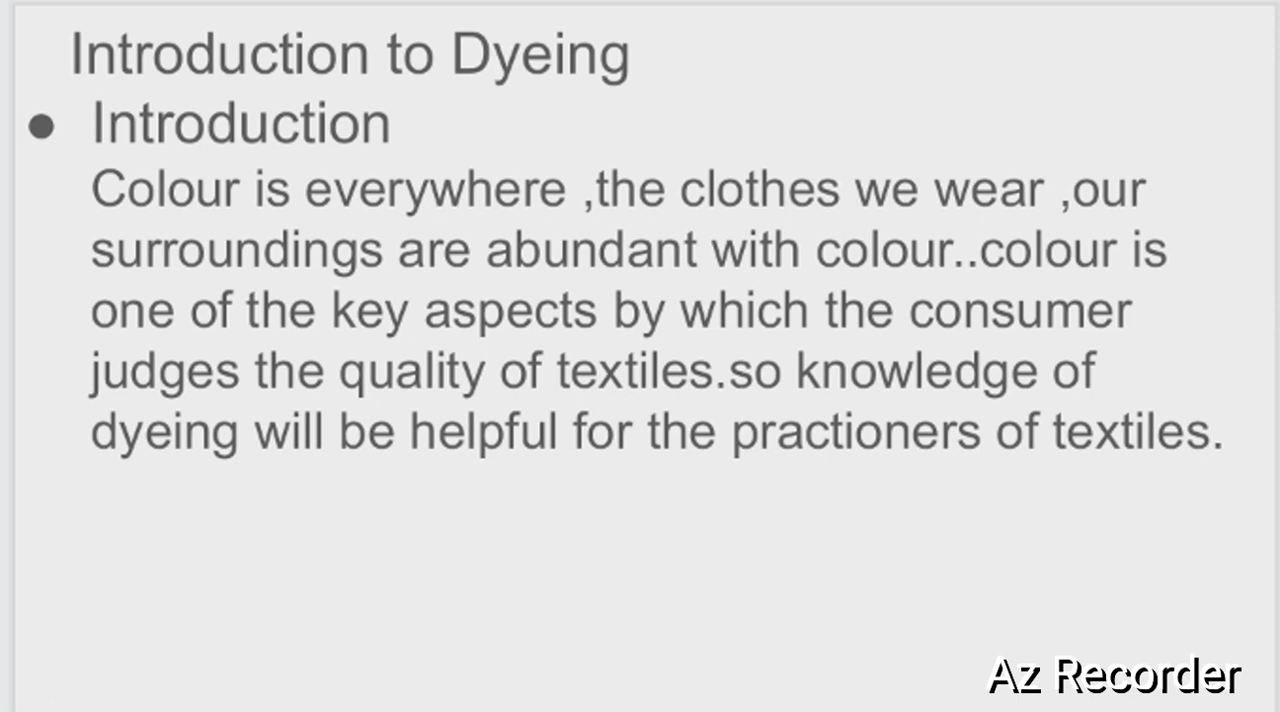 Introduction to Dyeing
● Introduction
Colour is everywhere ,the clothes we wear ,our
surroundings are abundant with colour..colour is
one of the key aspects by which the consumer
judges the quality of textiles.so knowledge of
dyeing will be helpful for the practioners of textiles.
Az Recorder